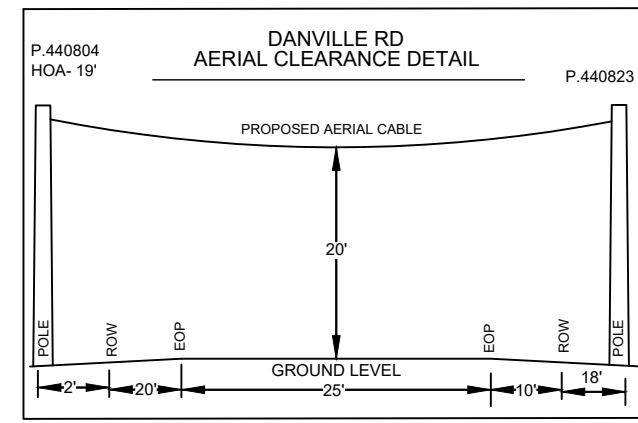 P.440804
HOA- 19'
DANVILLE RD
AERIAL CLEARANCE DETAIL
P.440823
PROPOSED AERIAL CABLE
20'
POLE
ROW
EOP
EOP
ROW
POLE
GROUND LEVEL
2'
20'
25'
10'
18'